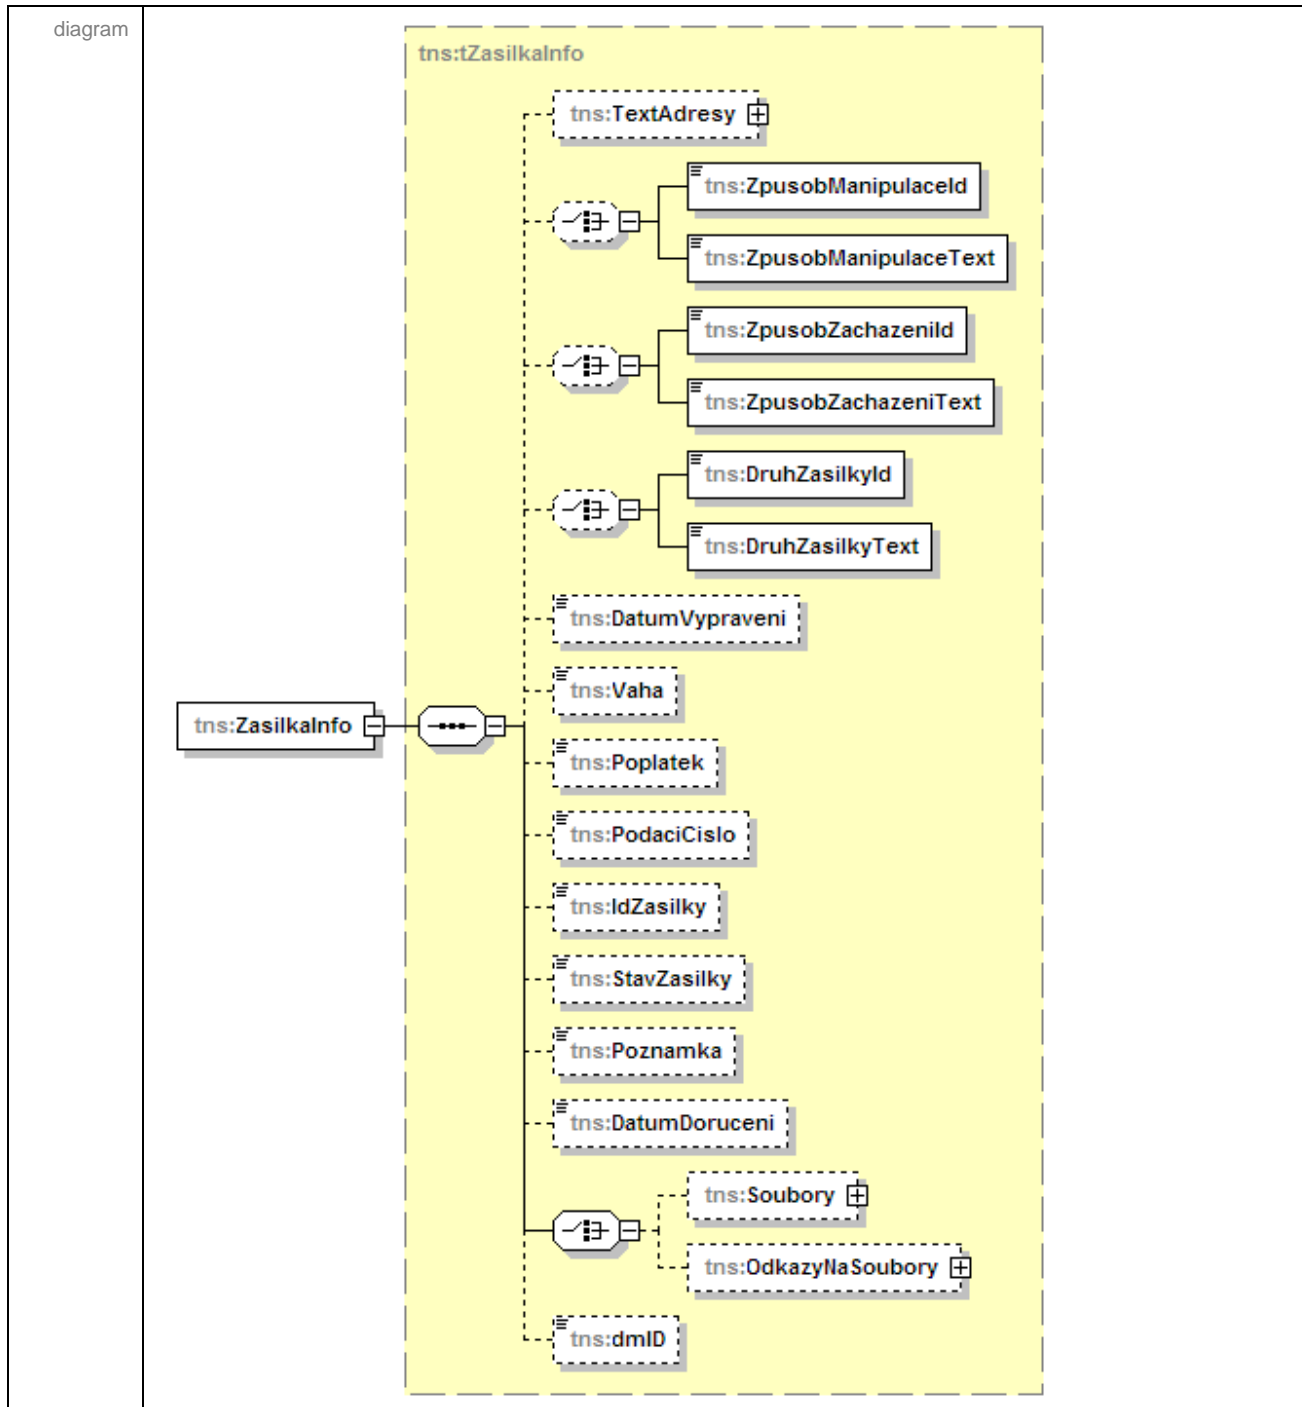 diagram
tns:tZasilkaInfo
tns:TextAdresy
tns:ZpusobManipulaceId
tns:ZpusobManipulaceText
tns:ZpusobZachazeniId
tns:ZpusobZachazeniText
tns:DruhZasilkyId
tns:DruhZasilkyText
tns:DatumVypraveni
tns:Vaha
tns:ZasilkaInfo
tns:Poplatek
tns:PodaciCislo
tns:IdZasilky
tns:StavZasilky
tns:Poznamka
tns:DatumDoruceni
tns:Soubory
tns:OdkazyNaSoubory
tns:dmID